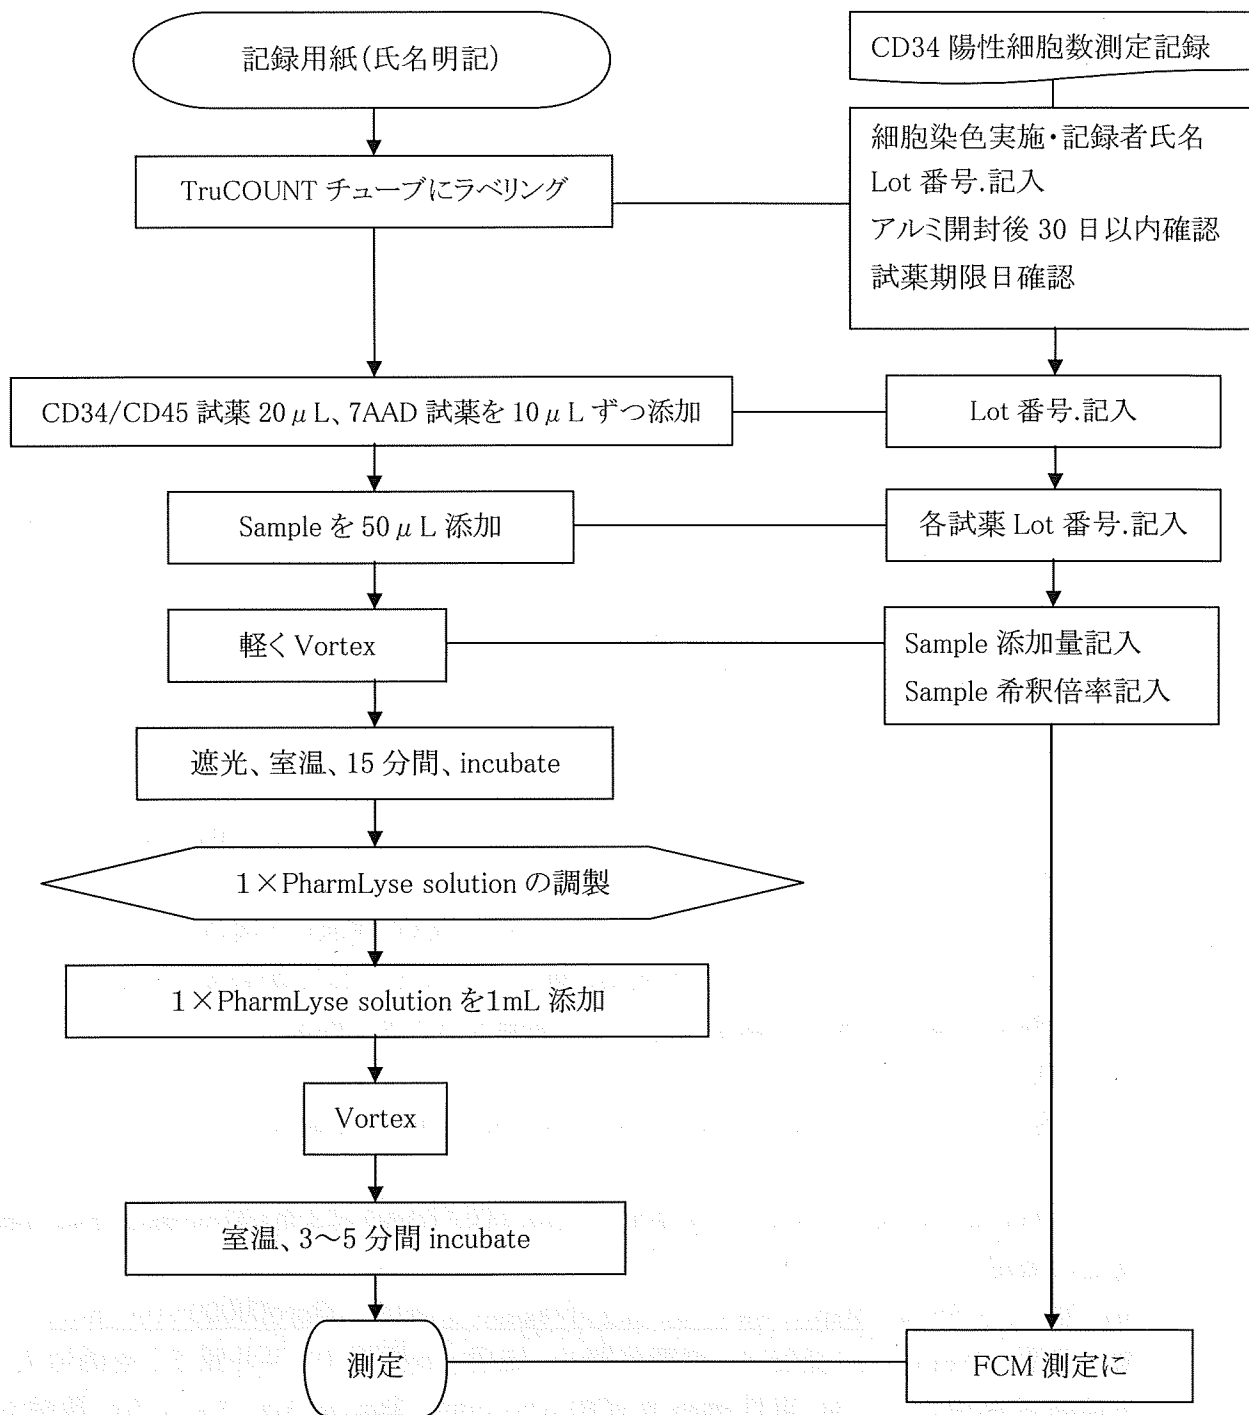 記録用紙(氏名明記)
CD34 陽性細胞数測定記録
TruCOUNT チューブにラベリング
細胞染色実施・記録者氏名
Lot 番号.記入
アルミ開封後 30 日以内確認
試薬期限日確認
CD34/CD45 試薬 20μL、7AAD 試薬を 10μL ずつ添加
Lot 番号.記入
Sample を 50μL 添加
各試薬 Lot 番号.記入
軽く Vortex
Sample 添加量記入
Sample 希釈倍率記入
遮光、室温、15 分間、incubate
1×PharmLyse solution の調製
1×PharmLyse solution を1mL 添加
Vortex
室温、3～5 分間 incubate
測定
FCM 測定に